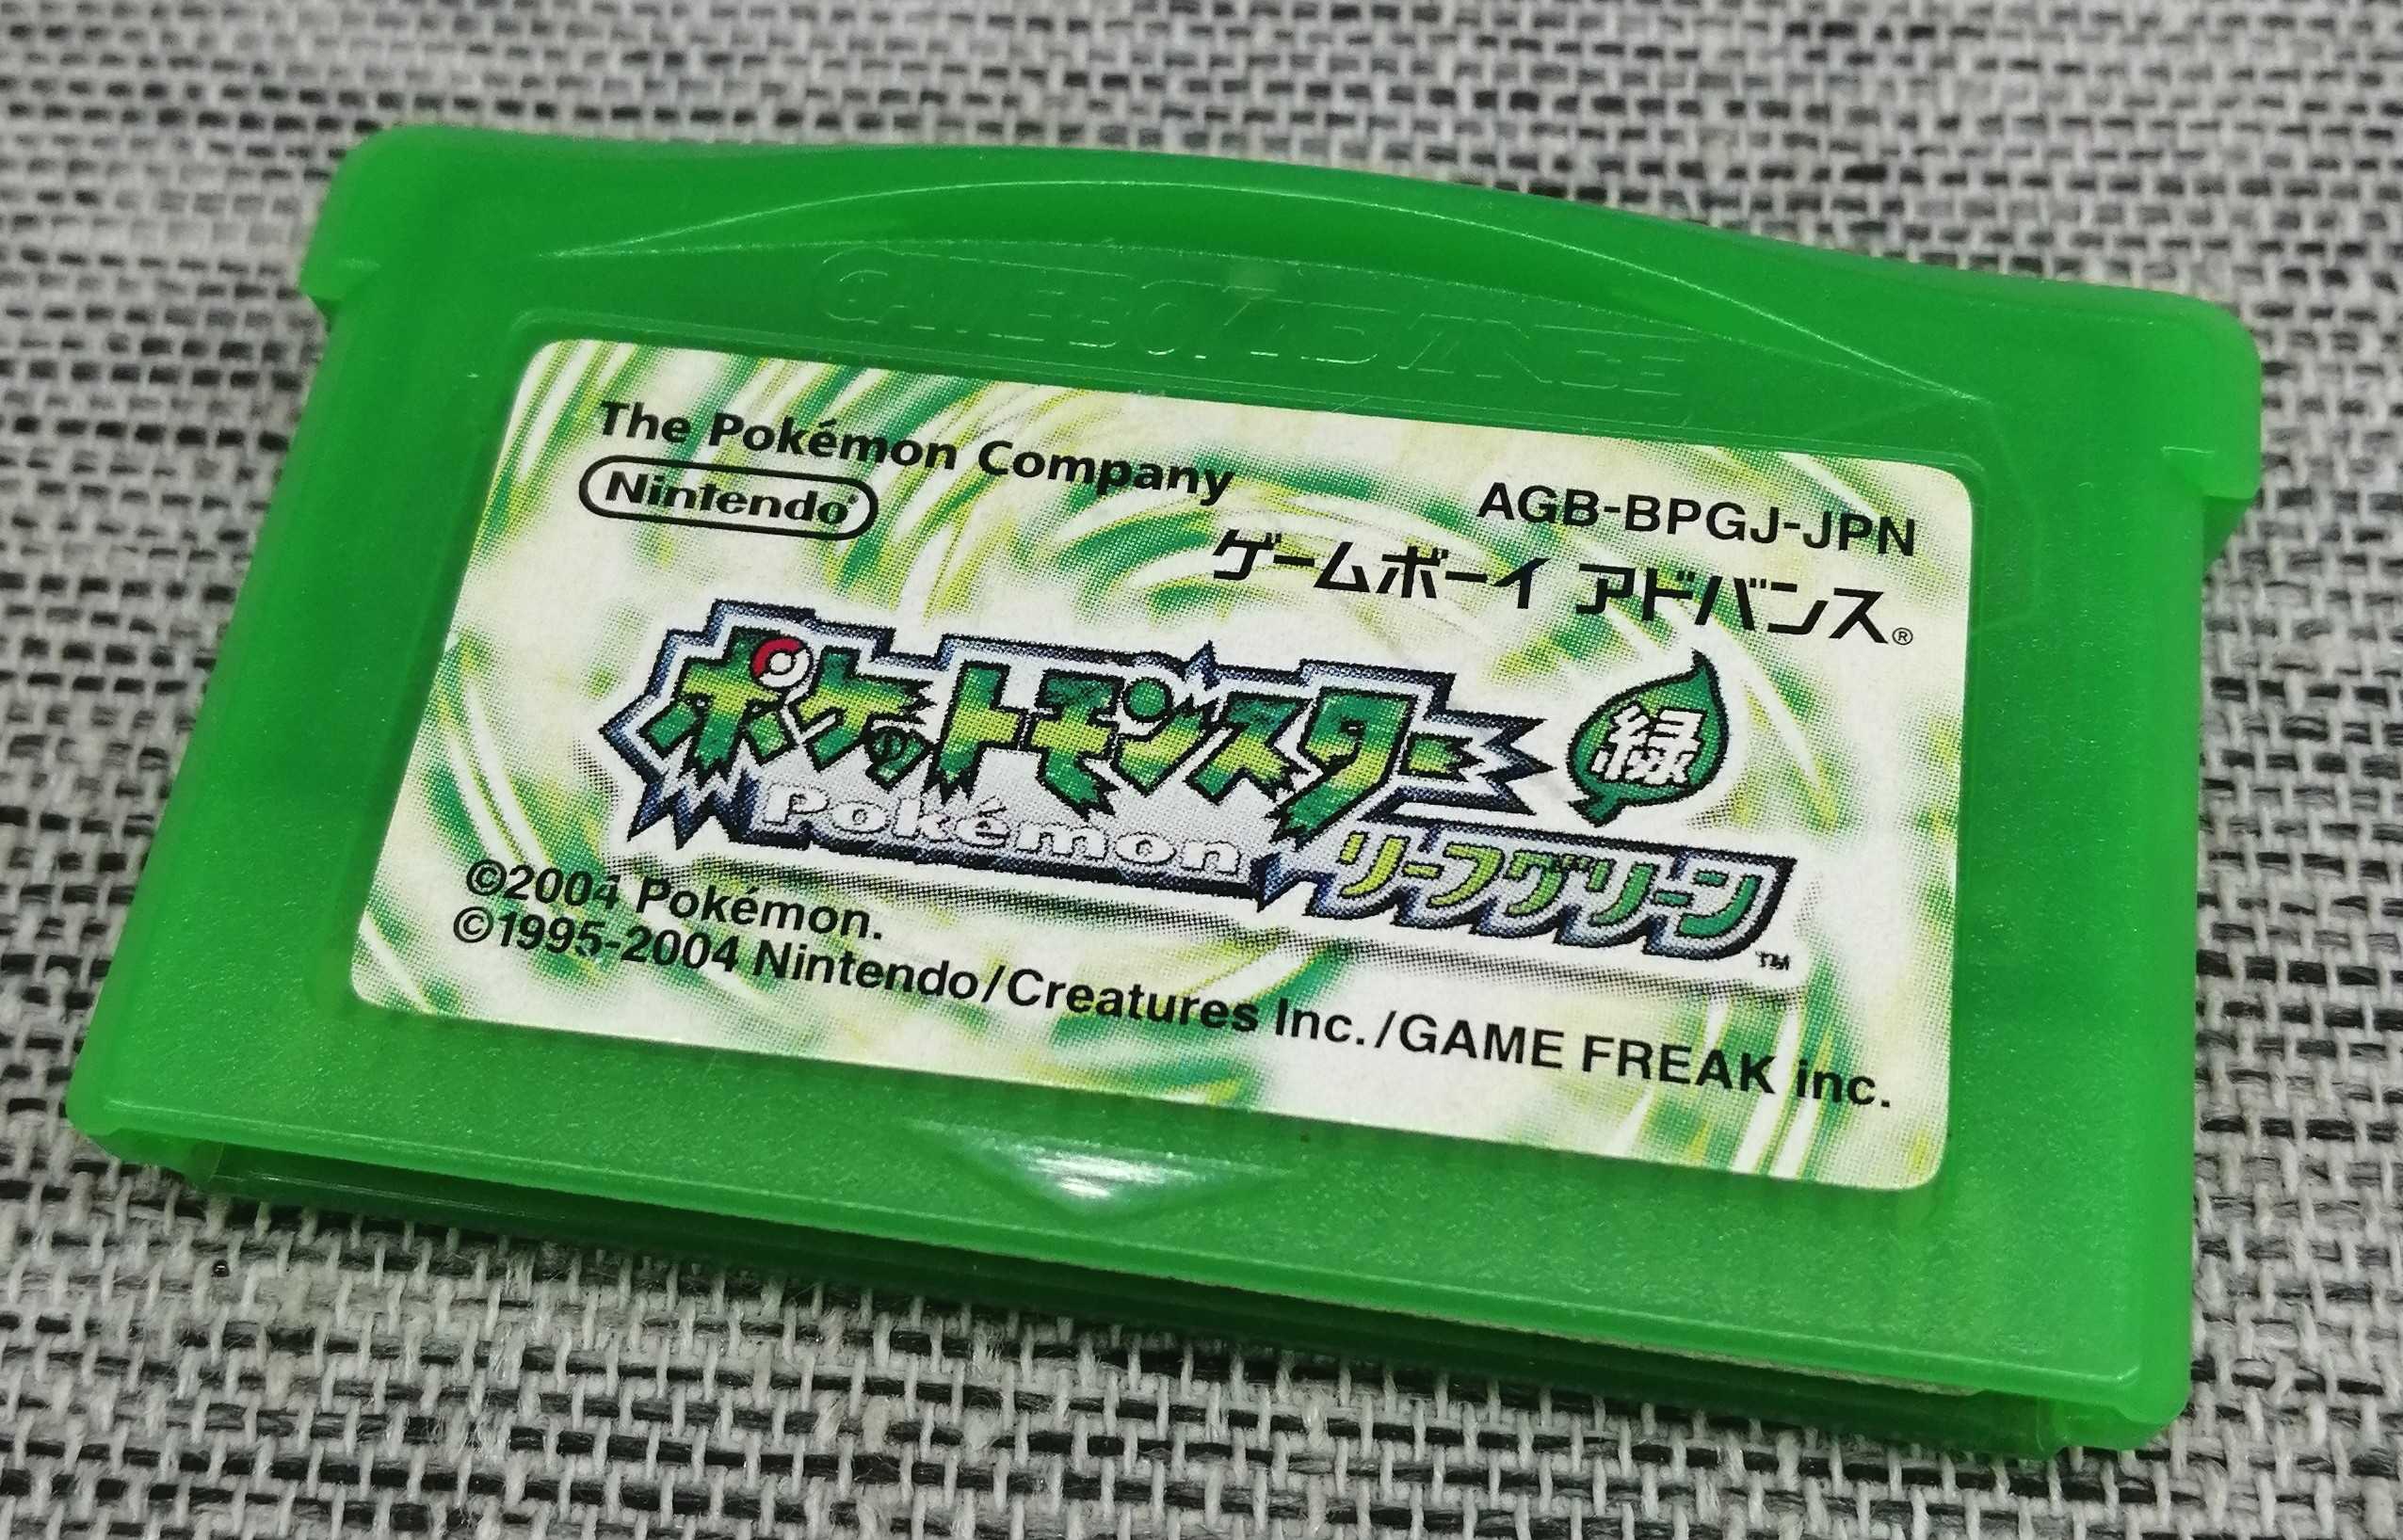 GAME BOY ADVANCE
The Pokémon Company
Nintendo®
AGB-BPGJ-JPN
ゲームボーイ アドバンス®
ポケットモンスター
緑
Pokémon
リーフグリーン™
©2004 Pokémon.
©1995-2004 Nintendo/Creatures Inc./GAME FREAK inc.